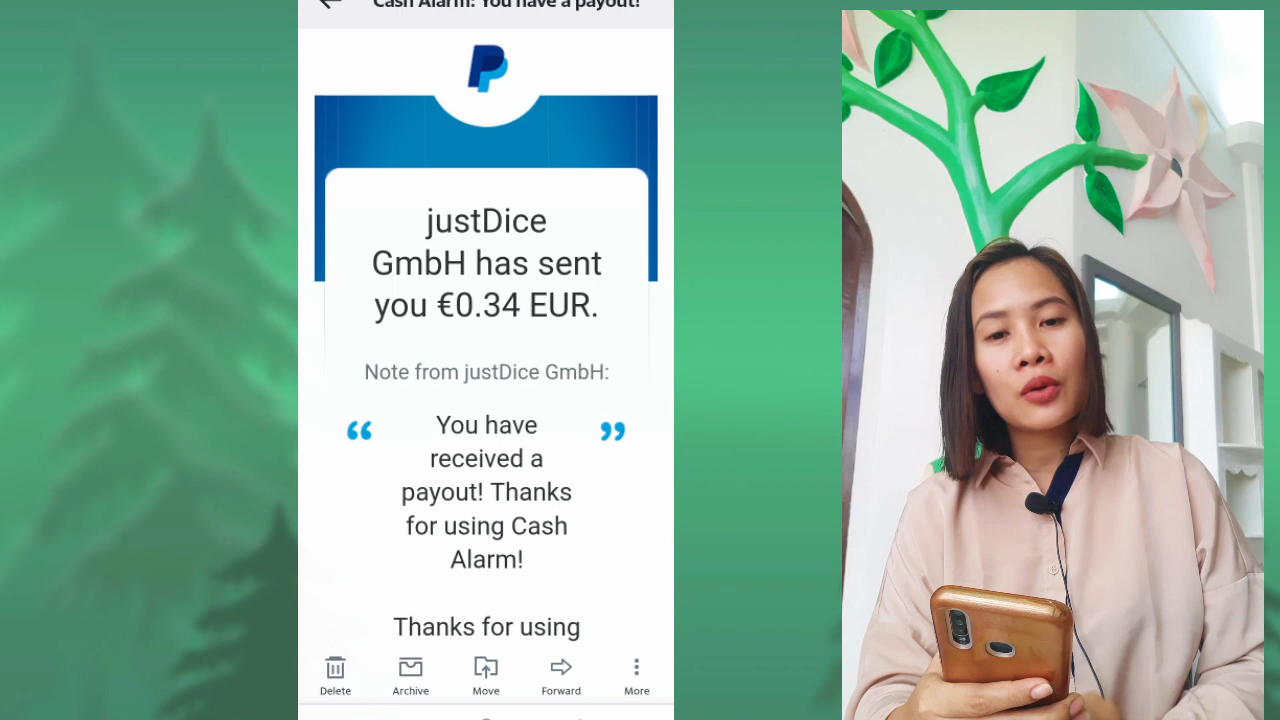 Cash Alarm: You have a payout!
justDice
GmbH has sent
you €0.34 EUR.
Note from justDice GmbH:
“ You have ”
received a
payout! Thanks
for using Cash
Alarm!
Thanks for using
Delete Archive Move Forward More